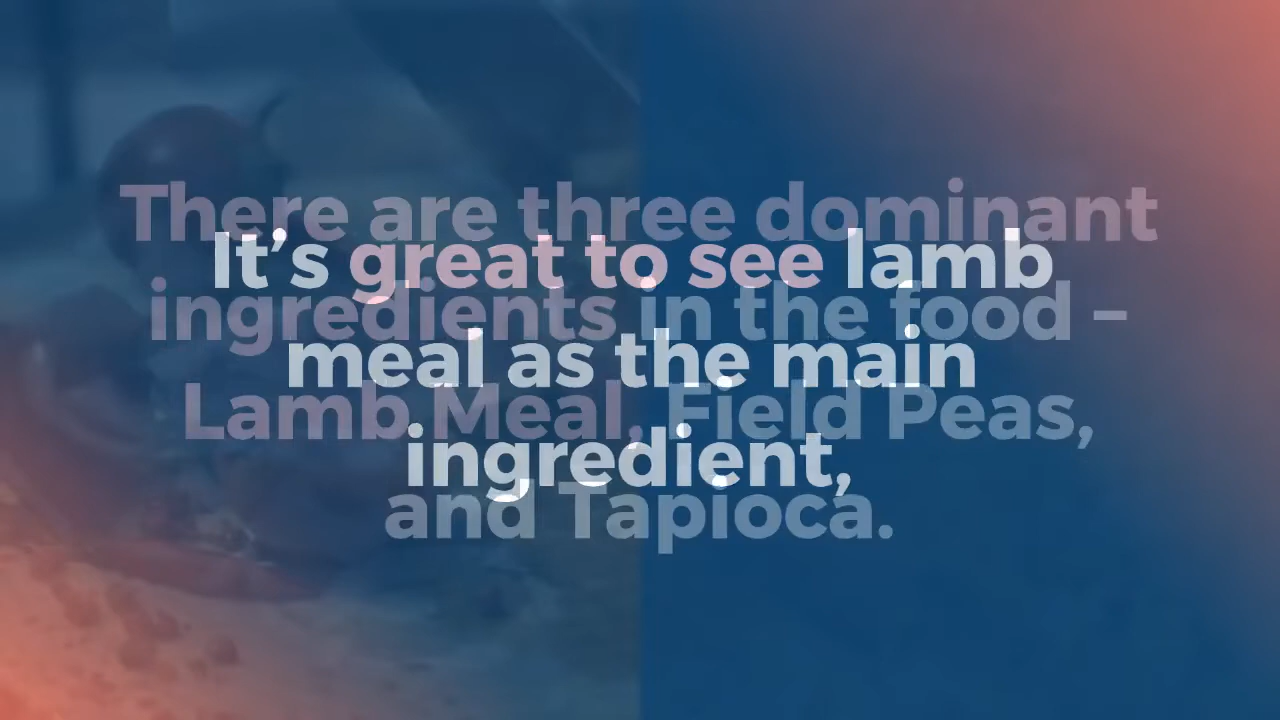 There are three dominant
ingredients in the food –
Lamb Meal, Field Peas,
and Tapioca.
It’s great to see lamb
meal as the main
ingredient,